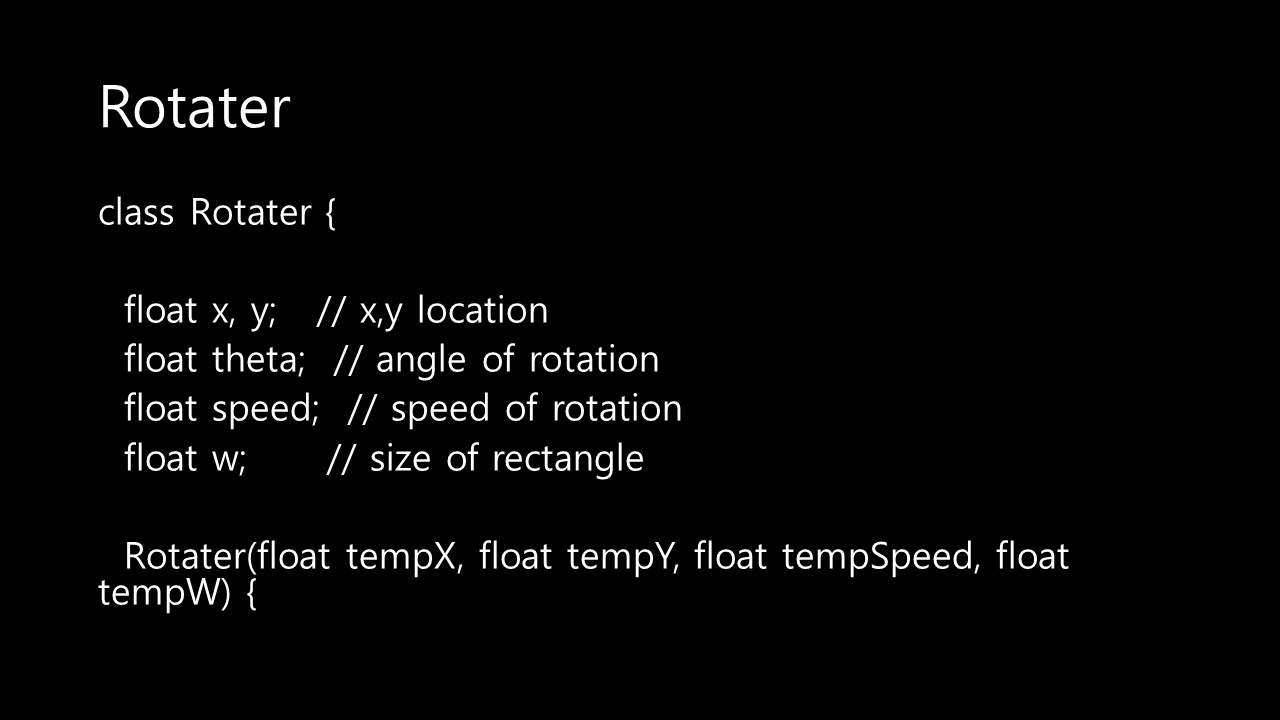 Rotater
class Rotater {
float x, y; // x,y location
float theta; // angle of rotation
float speed; // speed of rotation
float w; // size of rectangle
Rotater(float tempX, float tempY, float tempSpeed, float
tempW) {